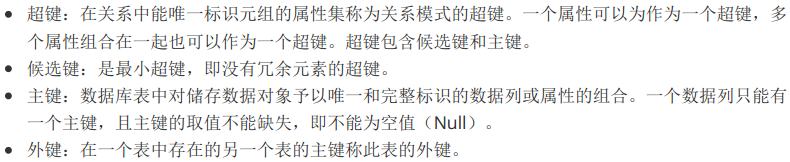 • 超键：在关系中能唯一标识元组的属性集称为关系模式的超键。一个属性可以为作为一个超键，多
个属性组合在一起也可以作为一个超键。超键包含候选键和主键。
• 候选键：是最小超键，即没有冗余元素的超键。
• 主键：数据库表中对储存数据对象予以唯一和完整标识的数据列或属性的组合。一个数据列只能有
一个主键，且主键的取值不能缺失，即不能为空值（Null）。
• 外键：在一个表中存在的另一个表的主键称此表的外键。